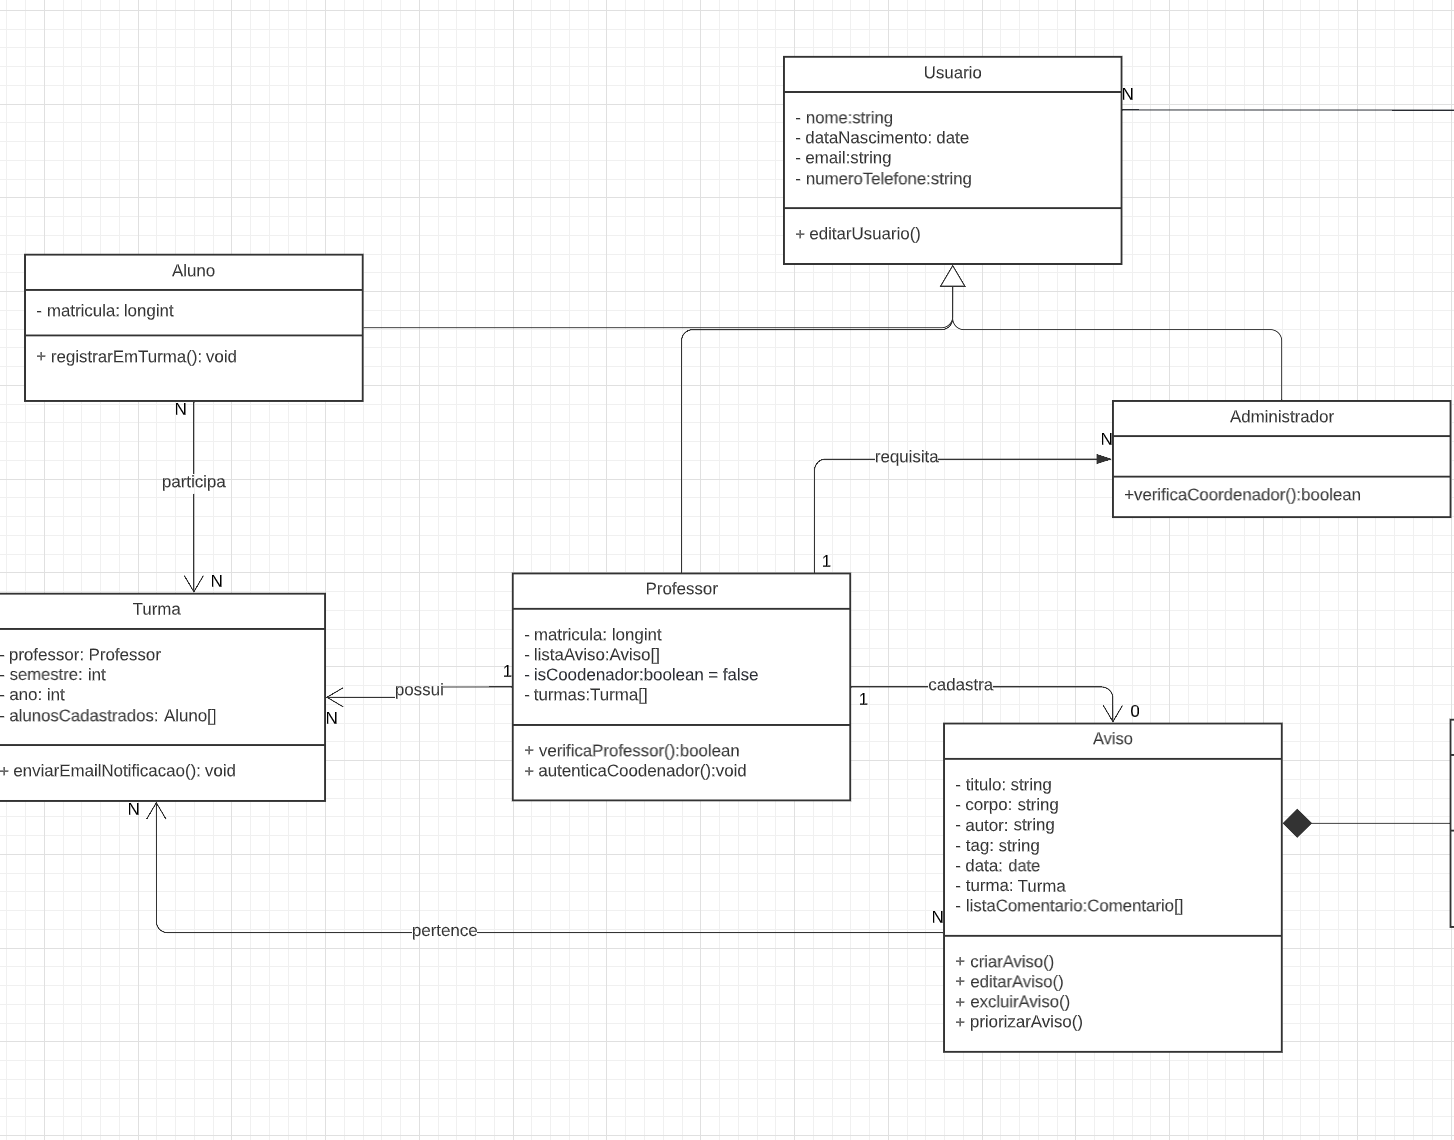 Usuario
- nome:string
- dataNascimento: date
- email:string
- numeroTelefone:string
+ editarUsuario()
N
Aluno
- matricula: longint
+ registrarEmTurma(): void
N
participa
N
Administrador
+verificaCoordenador():boolean
N
requisita
1
Turma
- professor: Professor
- semestre: int
- ano: int
- alunosCadastrados: Aluno[]
+ enviarEmailNotificacao(): void
N
possui
1
Professor
- matricula: longint
- listaAviso:Aviso[]
- isCoodenador:boolean = false
- turmas:Turma[]
+ verificaProfessor():boolean
+ autenticaCoodenador():void
1
cadastra
0
Aviso
- titulo: string
- corpo: string
- autor: string
- tag: string
- data: date
- turma: Turma
- listaComentario:Comentario[]
+ criarAviso()
+ editarAviso()
+ excluirAviso()
+ priorizarAviso()
N
pertence
N